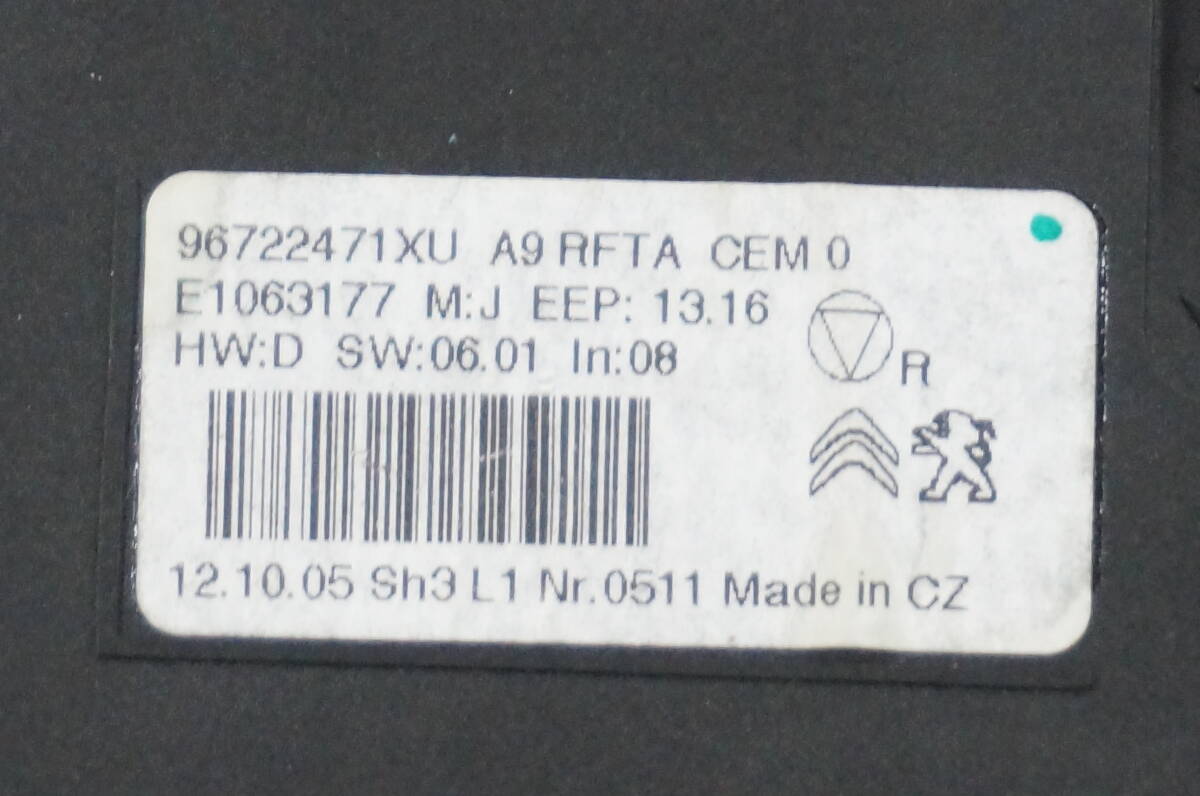 96722471XU A9 RFTA CEM 0
E1063177 M:J EEP: 13.16
HW:D SW:06.01 In:08
R
12.10.05 Sh3 L1 Nr.0511 Made in CZ